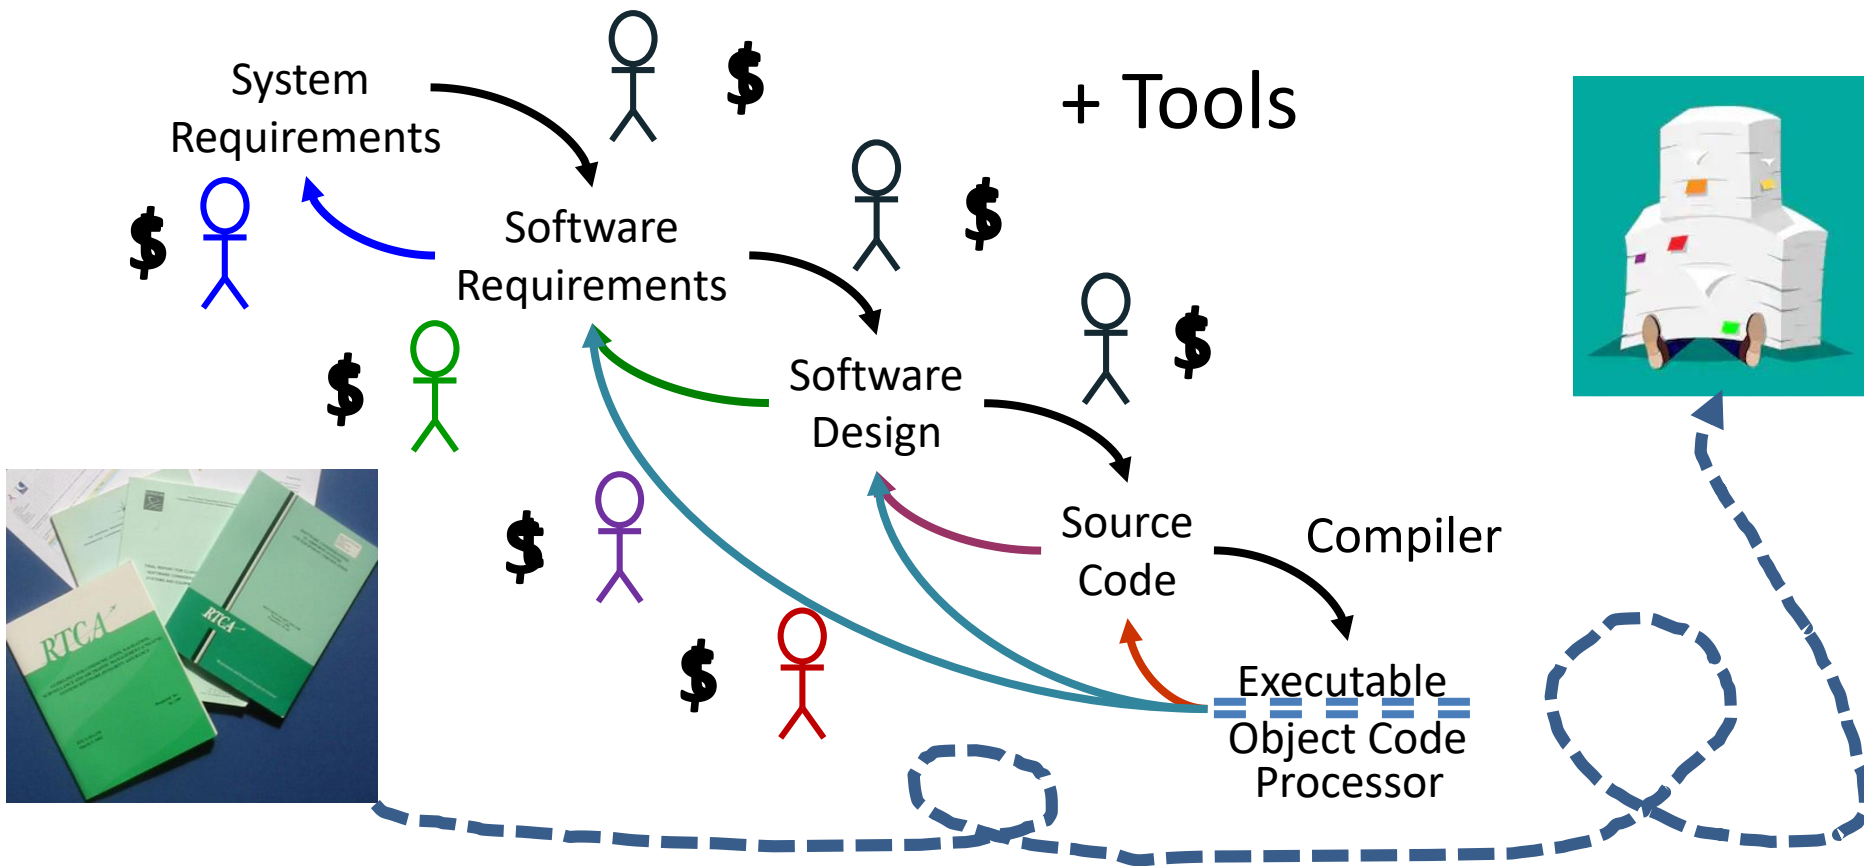 System
Requirements
$
+ Tools
$
Software
Requirements
$
$
Software
Design
$
$
Source
Code
Compiler
$
$
Executable
Object Code
Processor
RTCA
RTCA